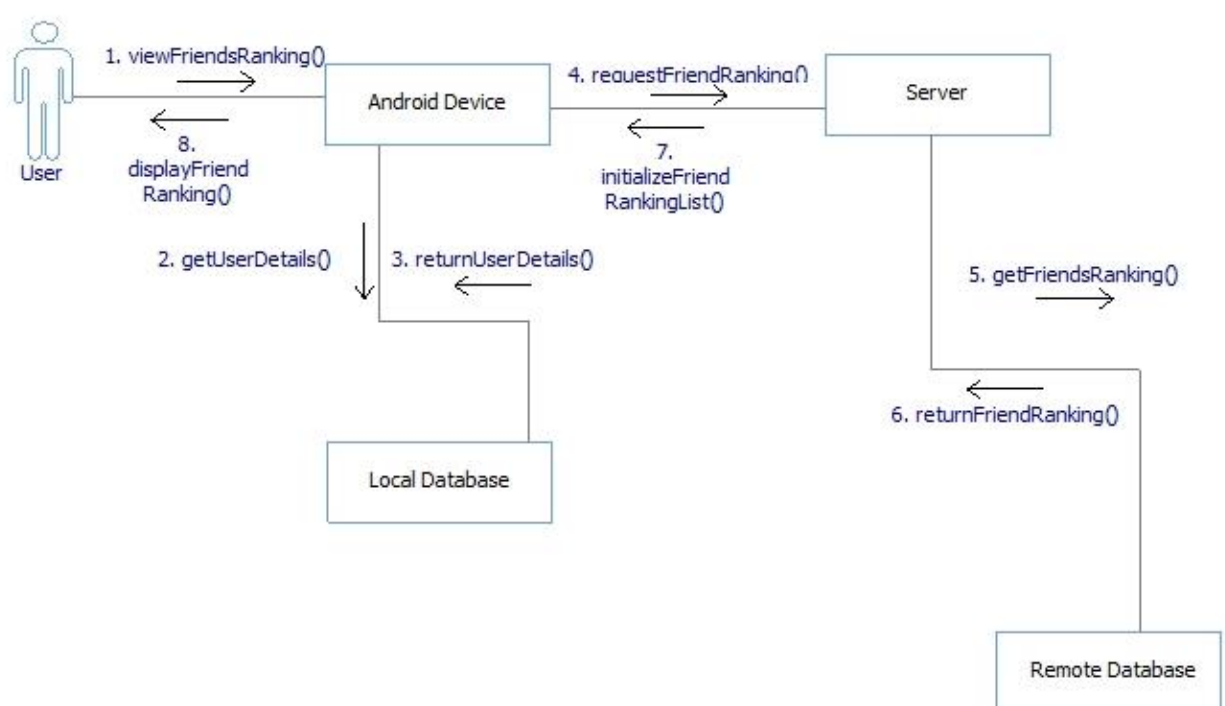 1. viewFriendsRanking()
4. requestFriendRanking()
Android Device
Server
8.
displayFriend
Ranking()
7.
initializeFriend
RankingList()
User
2. getUserDetails()
3. returnUserDetails()
5. getFriendsRanking()
6. returnFriendRanking()
Local Database
Remote Database